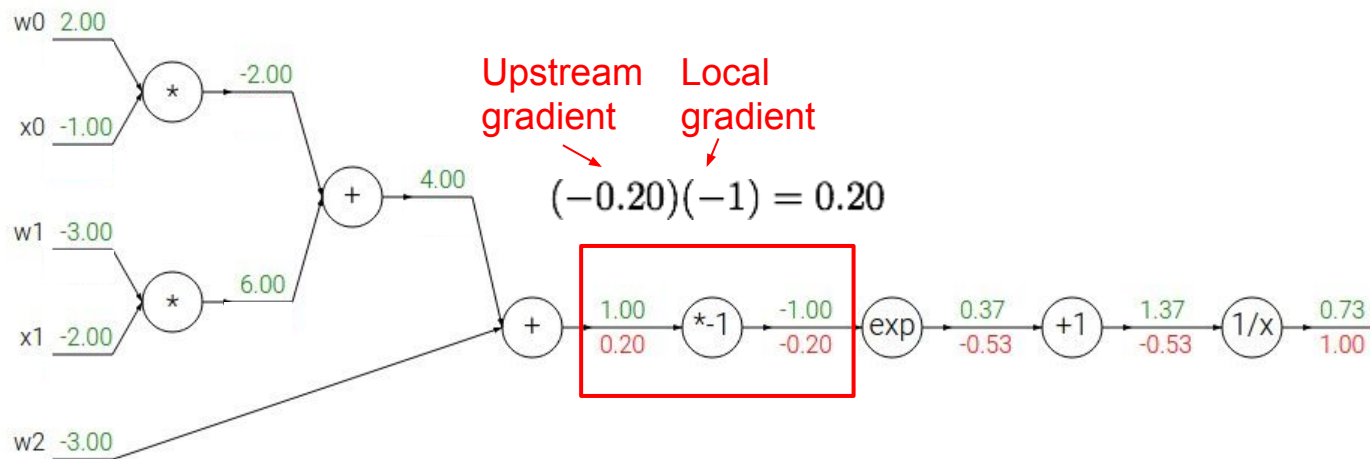 w0 2.00
-2.00
*
x0 -1.00
Upstream gradient
Local gradient
4.00
+
(−0.20)(−1) = 0.20
w1 -3.00
6.00
*
x1 -2.00
+
1.00
0.20
*-1
-1.00
-0.20
exp
0.37
-0.53
+1
1.37
-0.53
1/x
0.73
1.00
w2 -3.00